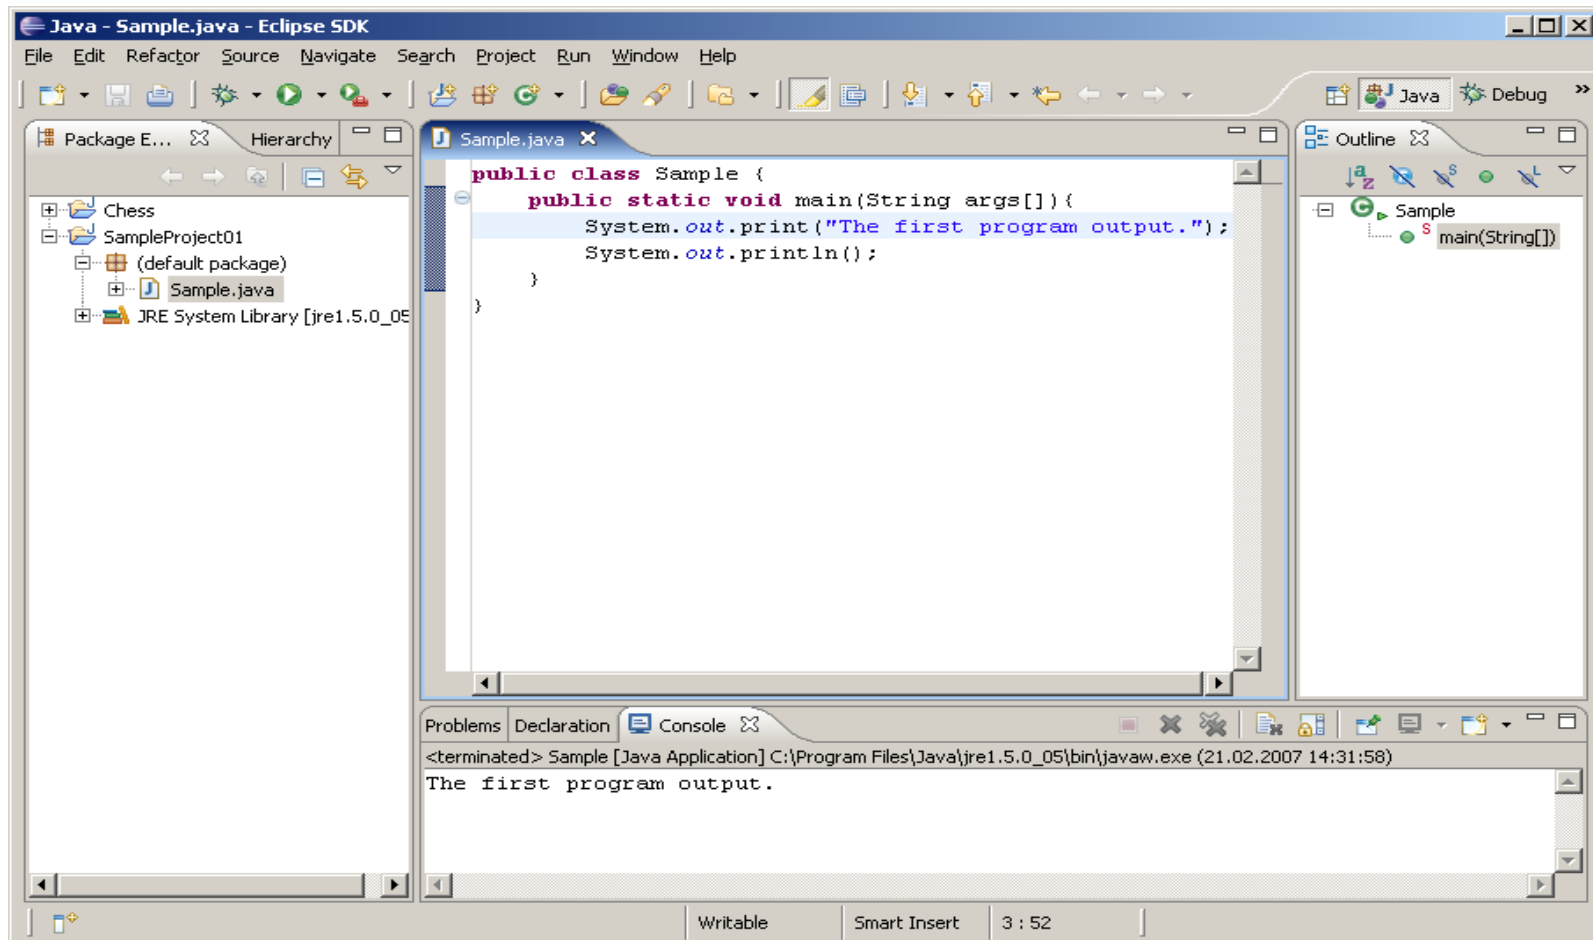 Java - Sample.java - Eclipse SDK
File Edit Refactor Source Navigate Search Project Run Window Help
Java Debug »
Package E... Hierarchy
Chess
SampleProject01
(default package)
Sample.java
JRE System Library [jre1.5.0_05
Sample.java
public class Sample {
public static void main(String args[]){
System.out.print("The first program output.");
System.out.println();
}
}
Outline
Sample
main(String[])
Problems Declaration Console
<terminated> Sample [Java Application] C:\Program Files\Java\jre1.5.0_05\bin\javaw.exe (21.02.2007 14:31:58)
The first program output.
Writable Smart Insert 3 : 52